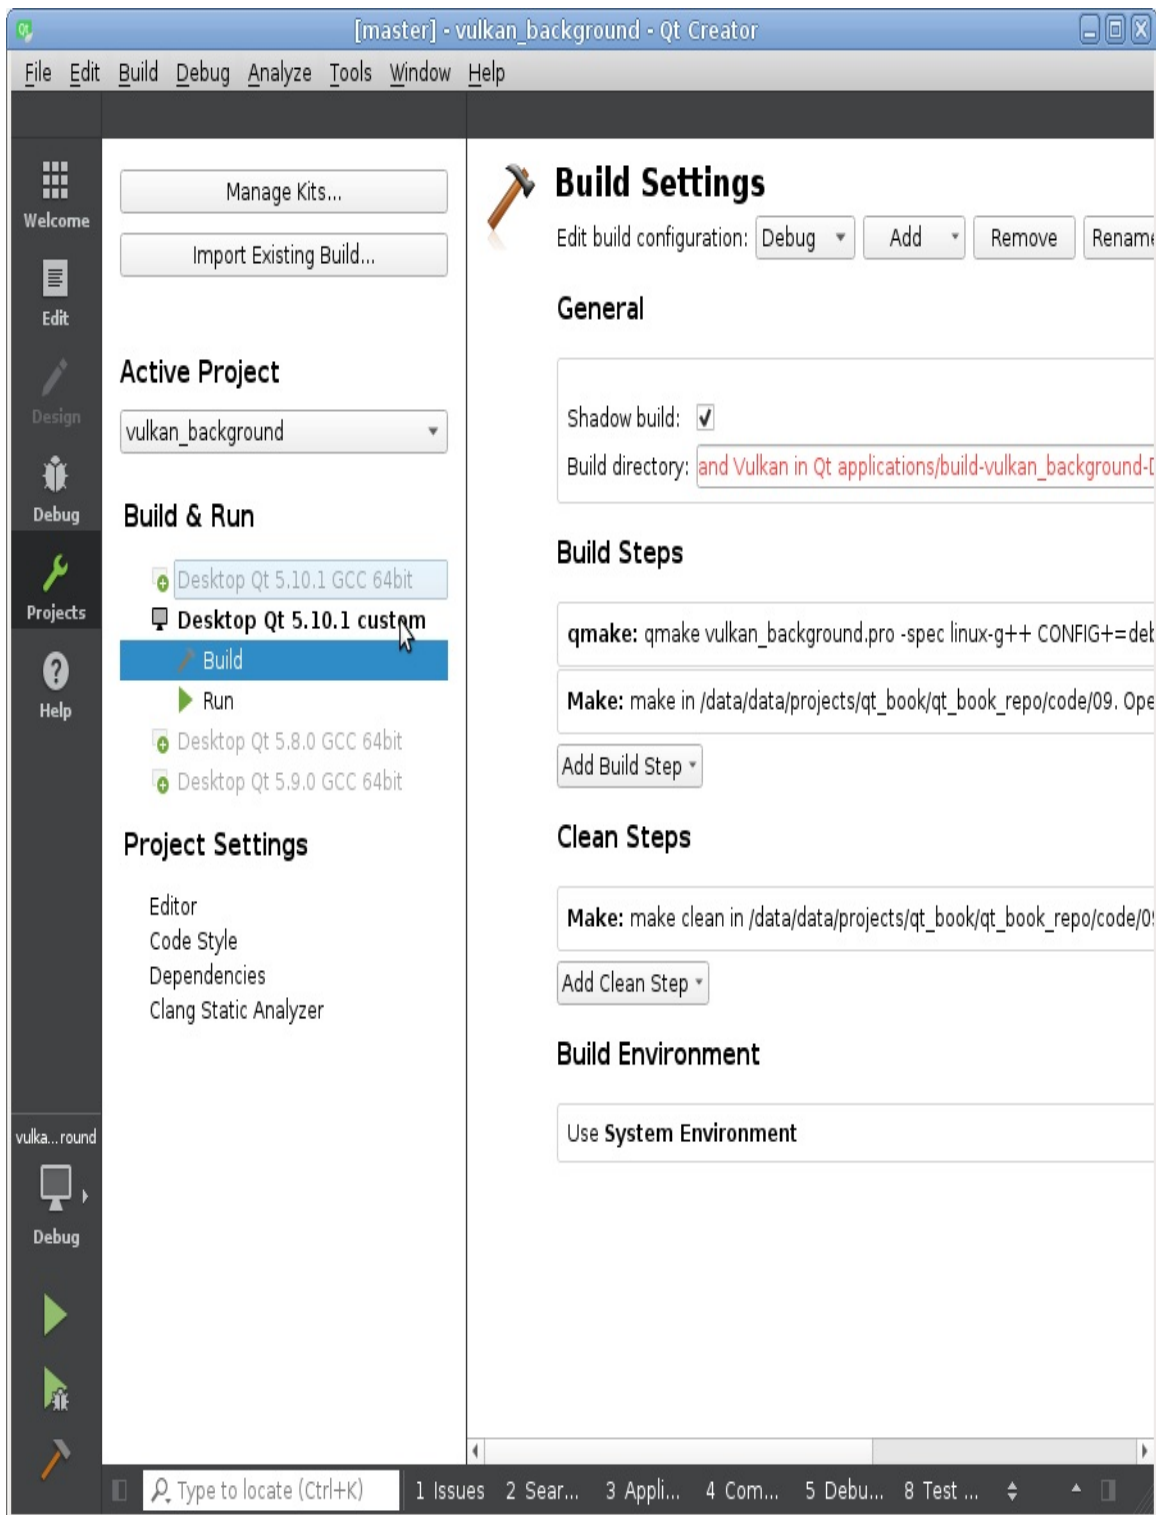 [master] - vulkan_background - Qt Creator
File Edit Build Debug Analyze Tools Window Help
Welcome
Edit
Design
Debug
Projects
Help
Manage Kits...
Import Existing Build...
Active Project
vulkan_background
Build & Run
Desktop Qt 5.10.1 GCC 64bit
Desktop Qt 5.10.1 custom
Build
Run
Desktop Qt 5.8.0 GCC 64bit
Desktop Qt 5.9.0 GCC 64bit
Project Settings
Editor
Code Style
Dependencies
Clang Static Analyzer
Build Settings
Edit build configuration: Debug Add Remove Rename
General
Shadow build:
Build directory: and Vulkan in Qt applications/build-vulkan_background-D
Build Steps
qmake: qmake vulkan_background.pro -spec linux-g++ CONFIG+=deb
Make: make in /data/data/projects/qt_book/qt_book_repo/code/09. Ope
Add Build Step
Clean Steps
Make: make clean in /data/data/projects/qt_book/qt_book_repo/code/09
Add Clean Step
Build Environment
Use System Environment
vulka...round
Debug
Type to locate (Ctrl+K) 1 Issues 2 Sear... 3 Appli... 4 Com... 5 Debu... 8 Test ...